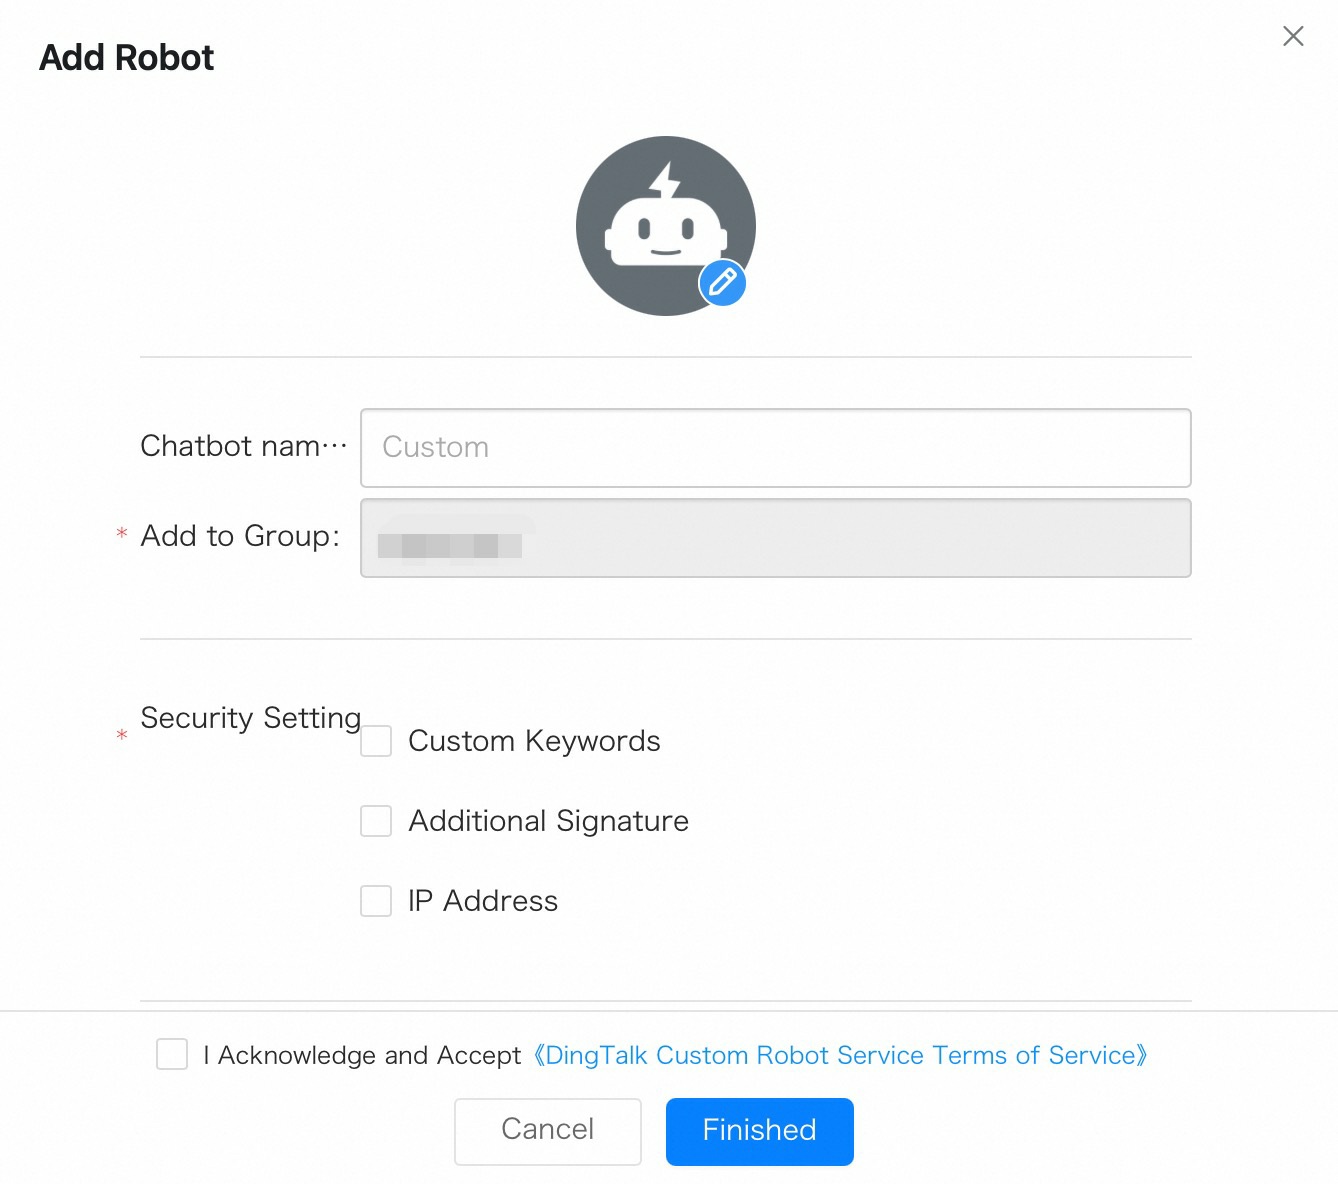 Add Robot
Chatbot nam···
Custom
* Add to Group:
Security Setting
*
Custom Keywords
Additional Signature
IP Address
I Acknowledge and Accept 《DingTalk Custom Robot Service Terms of Service》
Cancel
Finished